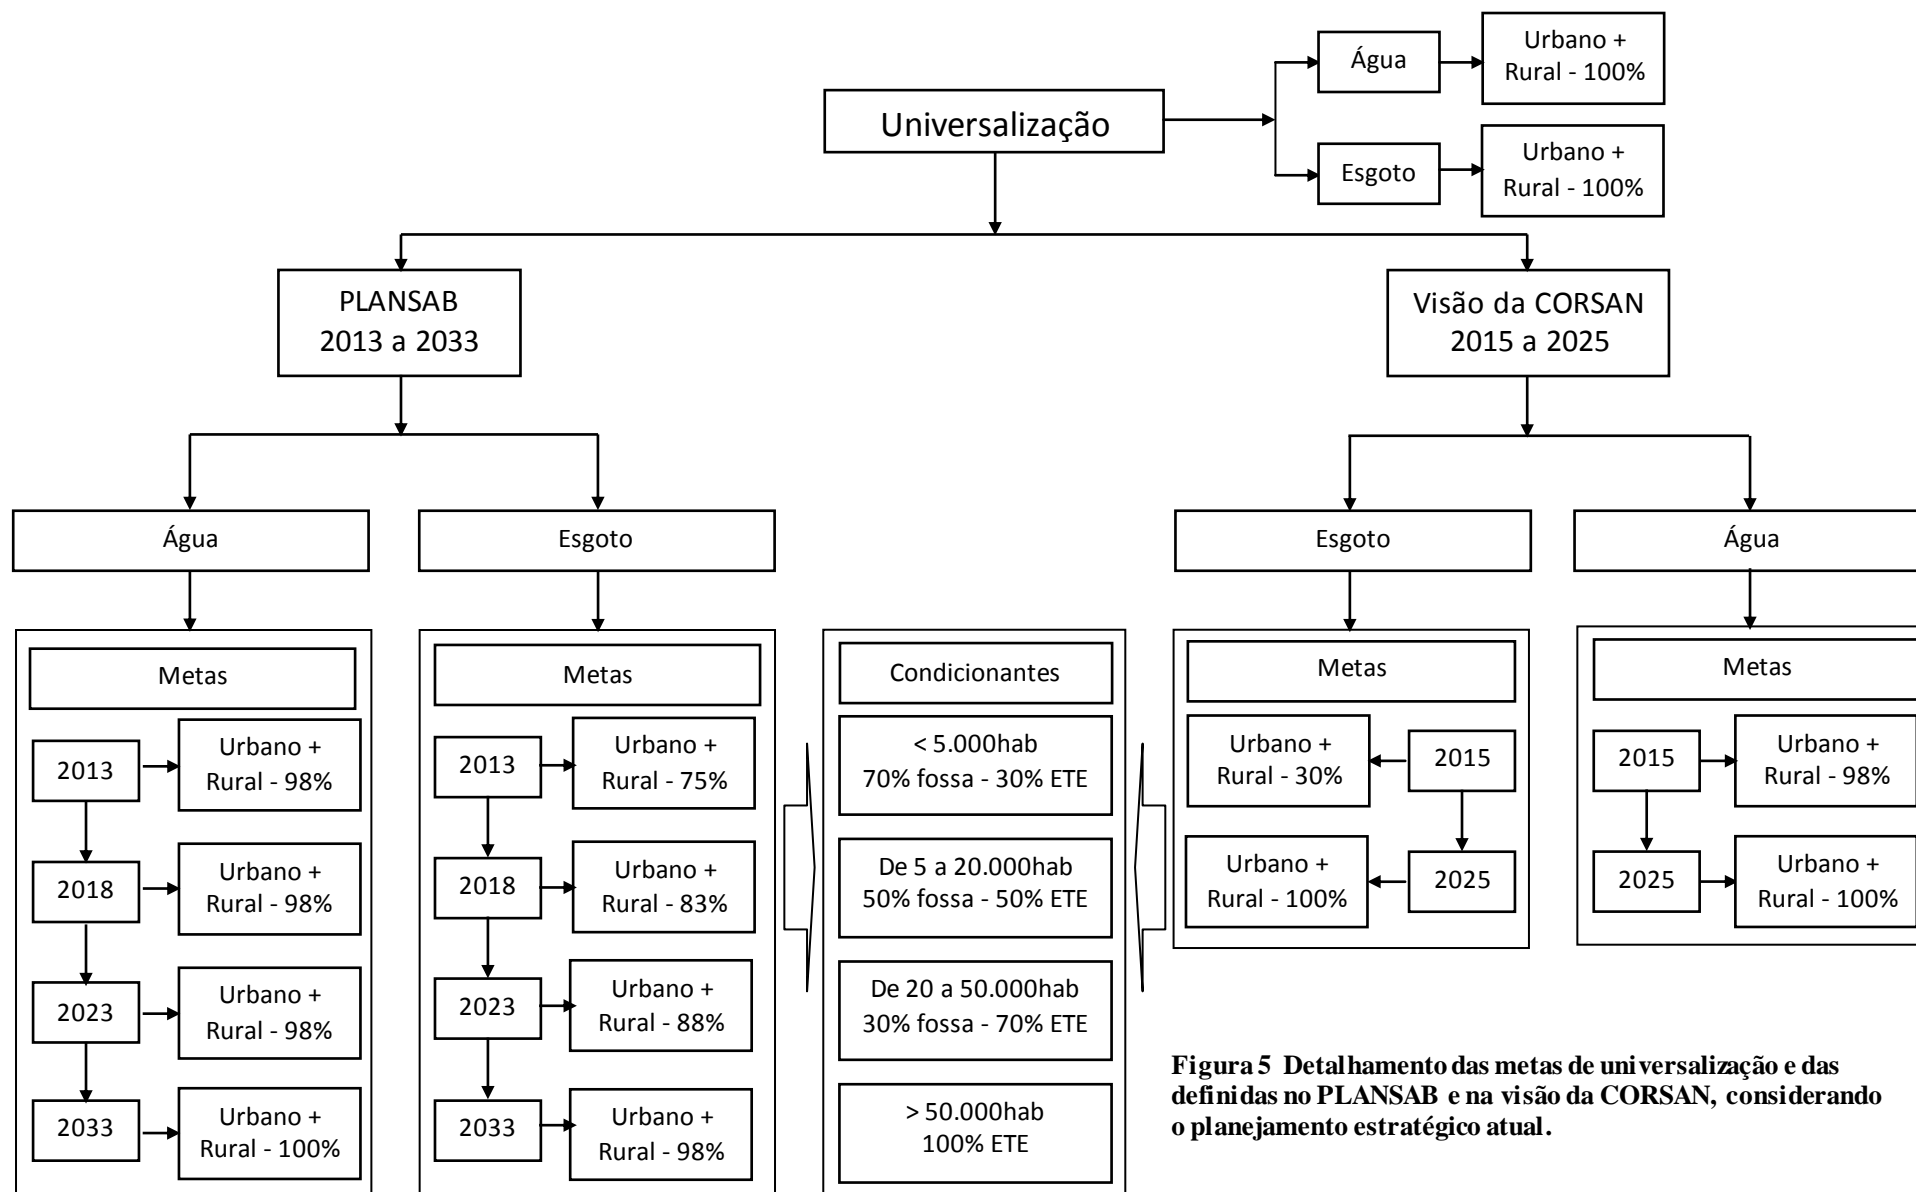 Universalização
Água
Urbano +
Rural - 100%
Esgoto
Urbano +
Rural - 100%
PLANSAB
2013 a 2033
Visão da CORSAN
2015 a 2025
Água
Metas
2013
Urbano +
Rural - 98%
2018
Urbano +
Rural - 98%
2023
Urbano +
Rural - 98%
2033
Urbano +
Rural - 100%
Esgoto
Metas
2013
Urbano +
Rural - 75%
2018
Urbano +
Rural - 83%
2023
Urbano +
Rural - 88%
2033
Urbano +
Rural - 98%
Condicionantes
< 5.000hab
70% fossa - 30% ETE
De 5 a 20.000hab
50% fossa - 50% ETE
De 20 a 50.000hab
30% fossa - 70% ETE
> 50.000hab
100% ETE
Esgoto
Metas
Urbano +
Rural - 30%
2015
Urbano +
Rural - 100%
2025
Água
Metas
2015
Urbano +
Rural - 98%
2025
Urbano +
Rural - 100%
Figura 5 Detalhamento das metas de universalização e das
definidas no PLANSAB e na visão da CORSAN, considerando
o planejamento estratégico atual.